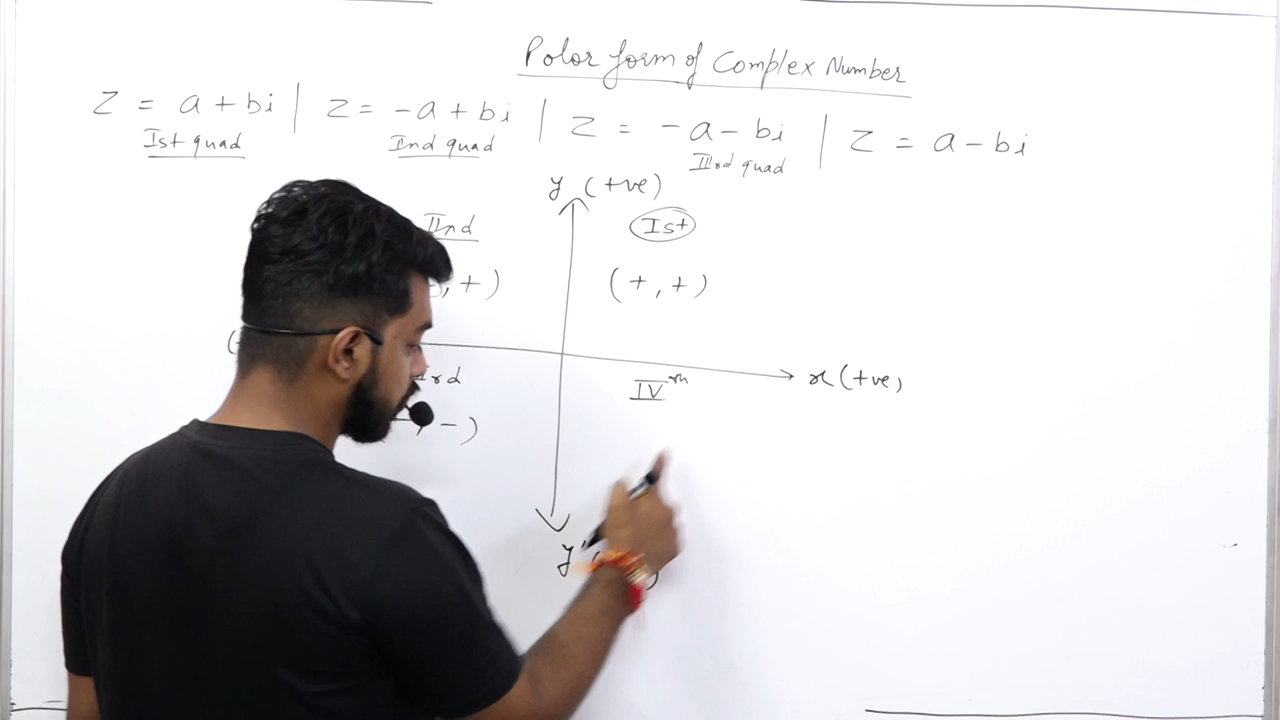 Polar form of Complex Number
Z = a + bi | Z = -a + bi | Z = -a - bi | Z = a - bi
Ist quad IInd quad IIIrd quad
y (+ve)
IInd Ist
, +) (+, +)
x (+ve)
rd IVth
, -)
y'